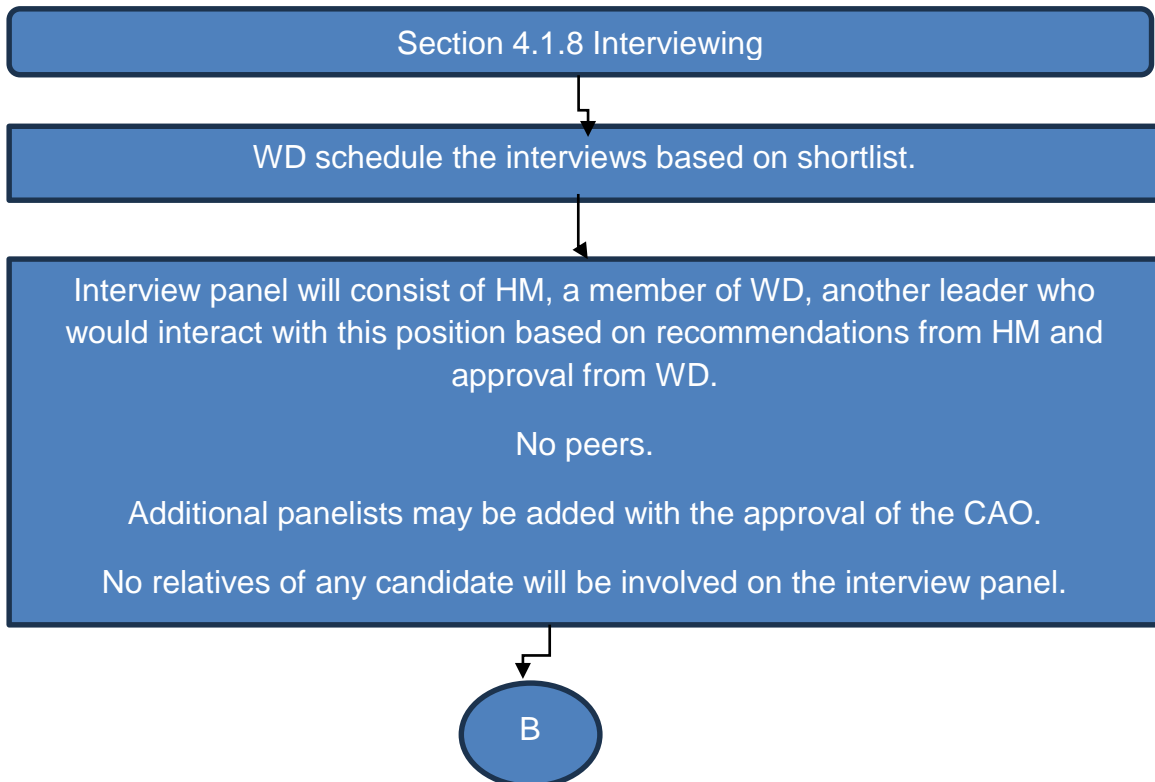 Section 4.1.8 Interviewing
WD schedule the interviews based on shortlist.
Interview panel will consist of HM, a member of WD, another leader who
would interact with this position based on recommendations from HM and
approval from WD.
No peers.
Additional panelists may be added with the approval of the CAO.
No relatives of any candidate will be involved on the interview panel.
B